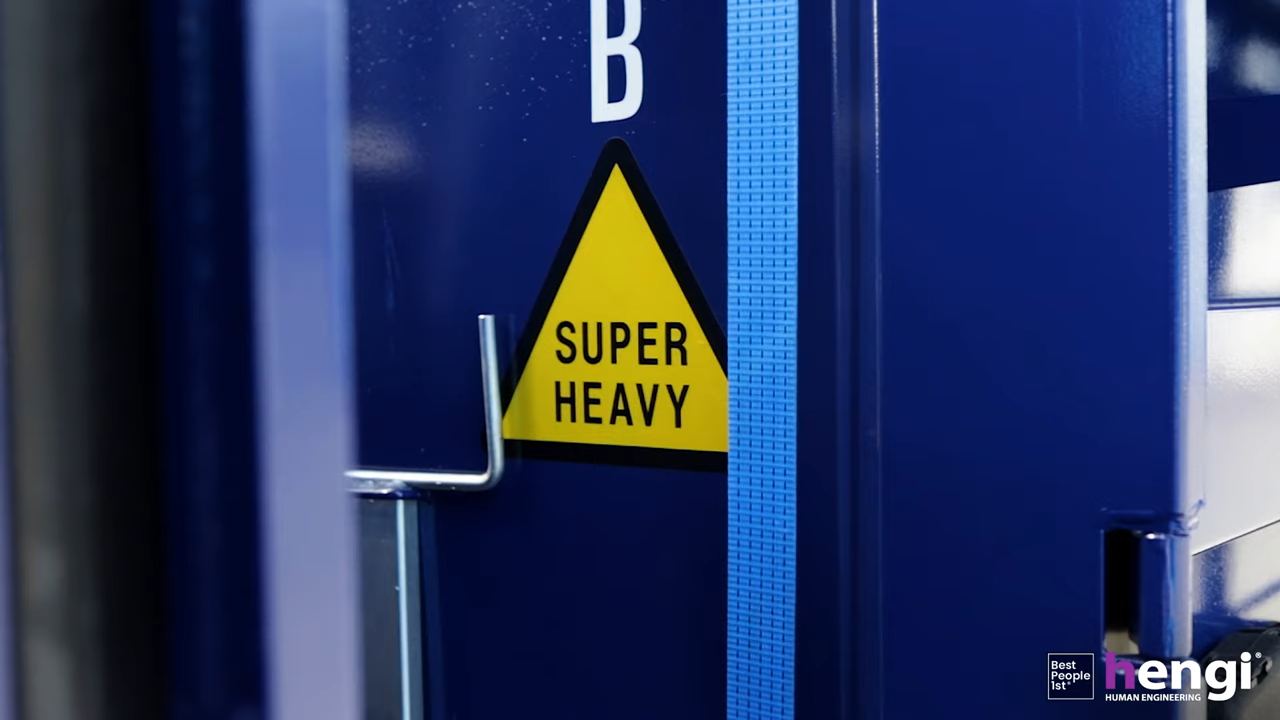 B
SUPER
HEAVY
Best
People
1st®
hengi®
HUMAN ENGINEERING